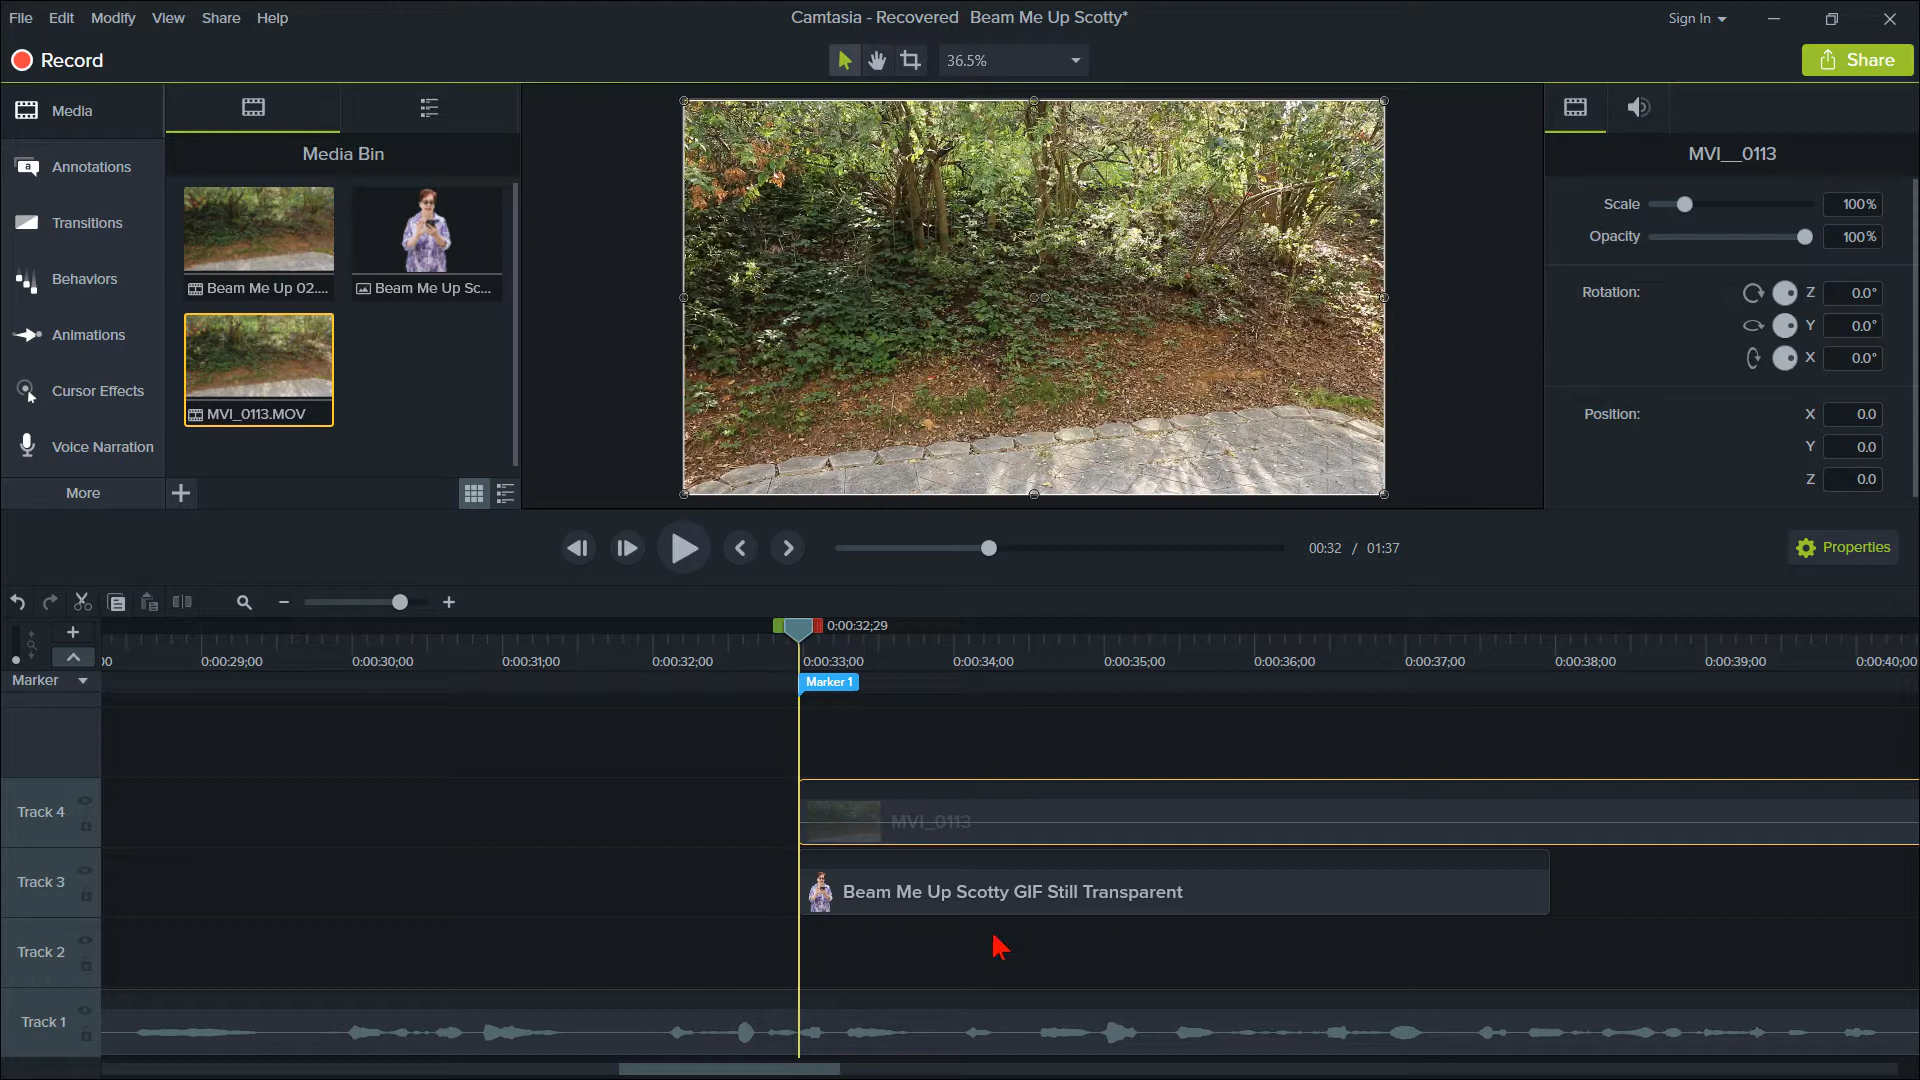 File Edit Modify View Share Help
Camtasia - Recovered Beam Me Up Scotty*
Sign In
Record
36.5%
Share
Media
Annotations
Transitions
Behaviors
Animations
Cursor Effects
Voice Narration
More
Media Bin
Beam Me Up 02....
Beam Me Up Sc...
MVI_0113.MOV
MVI__0113
Scale 100%
Opacity 100%
Rotation: Z 0.0°
Y 0.0°
X 0.0°
Position: X 0.0
Y 0.0
Z 0.0
00:32 / 01:37
Properties
0:00:32;29
00 0:00:29;00 0:00:30;00 0:00:31;00 0:00:32;00 0:00:33;00 0:00:34;00 0:00:35;00 0:00:36;00 0:00:37;00 0:00:38;00 0:00:39;00 0:00:40;00
Marker
Marker 1
Track 4
MVI_0113
Track 3
Beam Me Up Scotty GIF Still Transparent
Track 2
Track 1